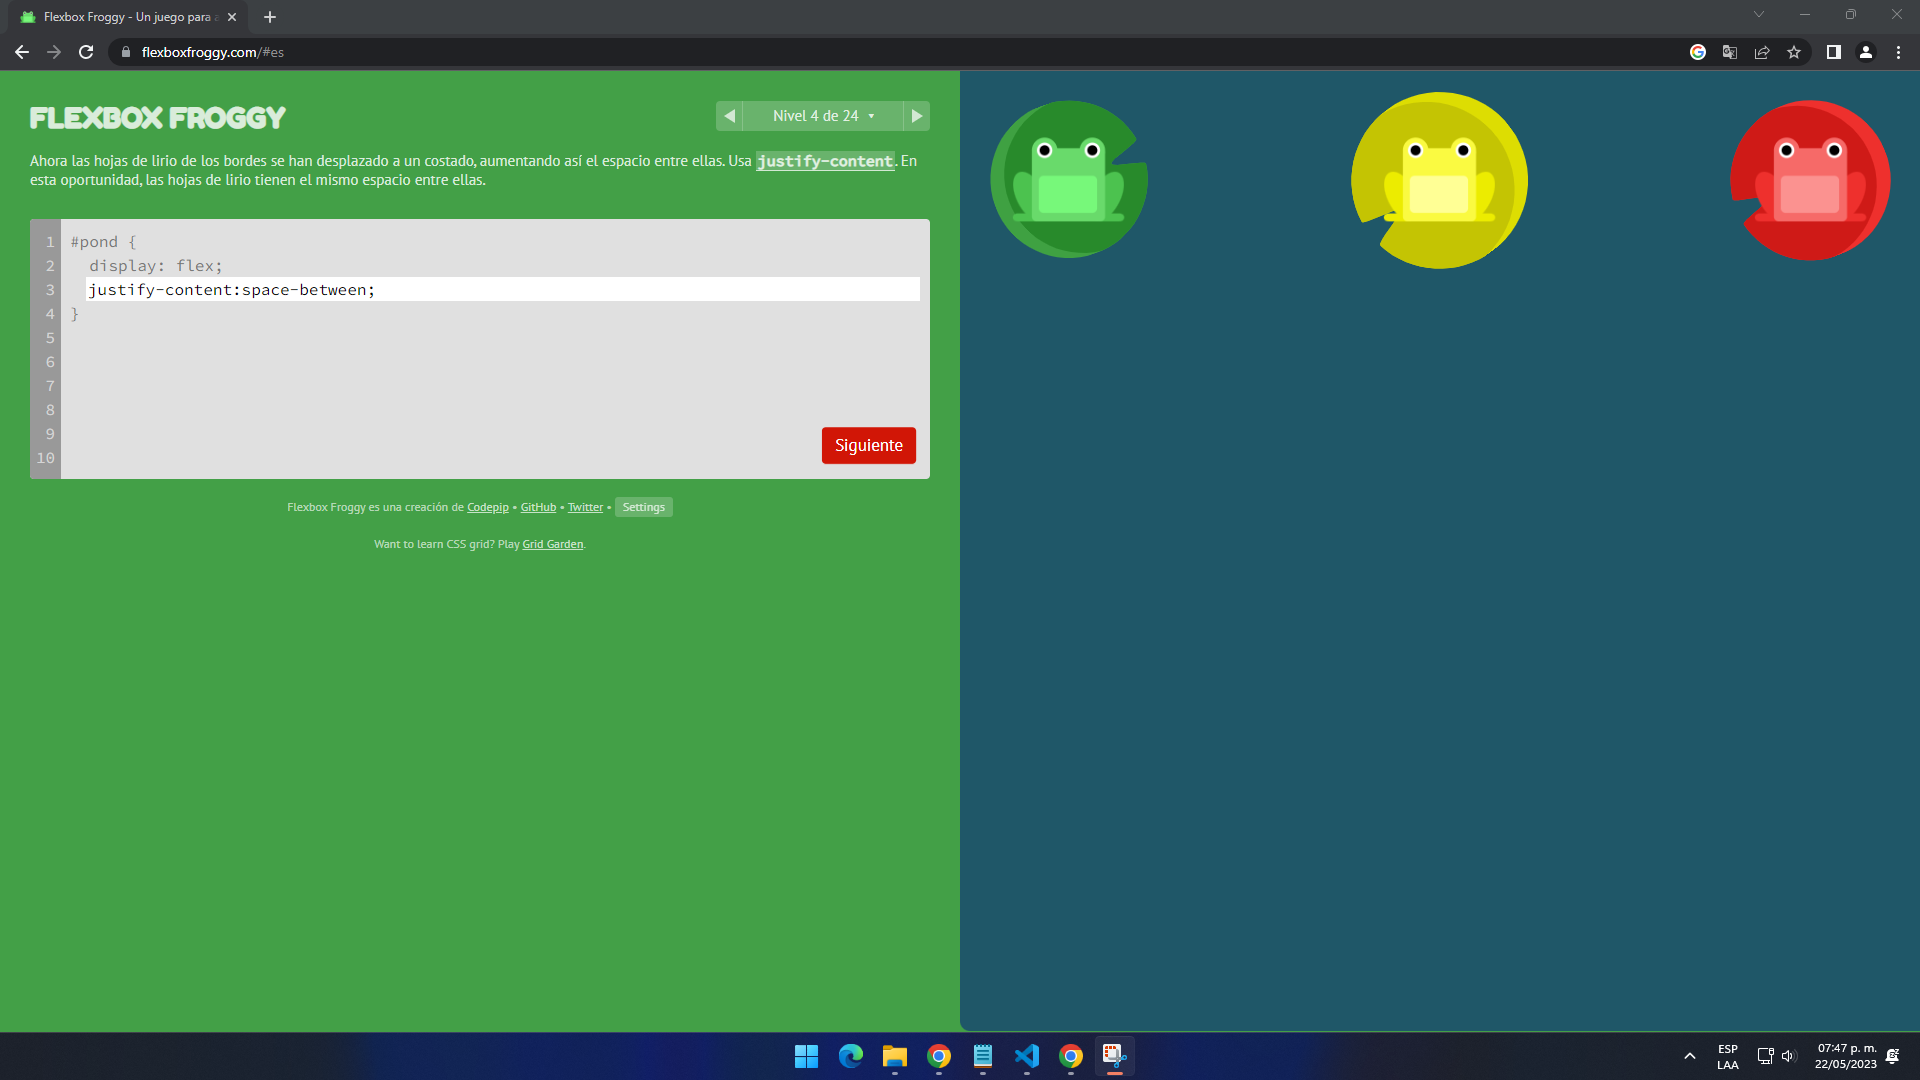 Flexbox Froggy - Un juego para a
flexboxfroggy.com/#es
FLEXBOX FROGGY
Nivel 4 de 24
Ahora las hojas de lirio de los bordes se han desplazado a un costado, aumentando así el espacio entre ellas. Usa justify-content. En
esta oportunidad, las hojas de lirio tienen el mismo espacio entre ellas.
1 #pond {
2 display: flex;
3 justify-content:space-between;
4 }
5
6
7
8
9
10
Siguiente
Flexbox Froggy es una creación de Codepip • GitHub • Twitter • Settings
Want to learn CSS grid? Play Grid Garden.
ESP
LAA
07:47 p. m.
22/05/2023